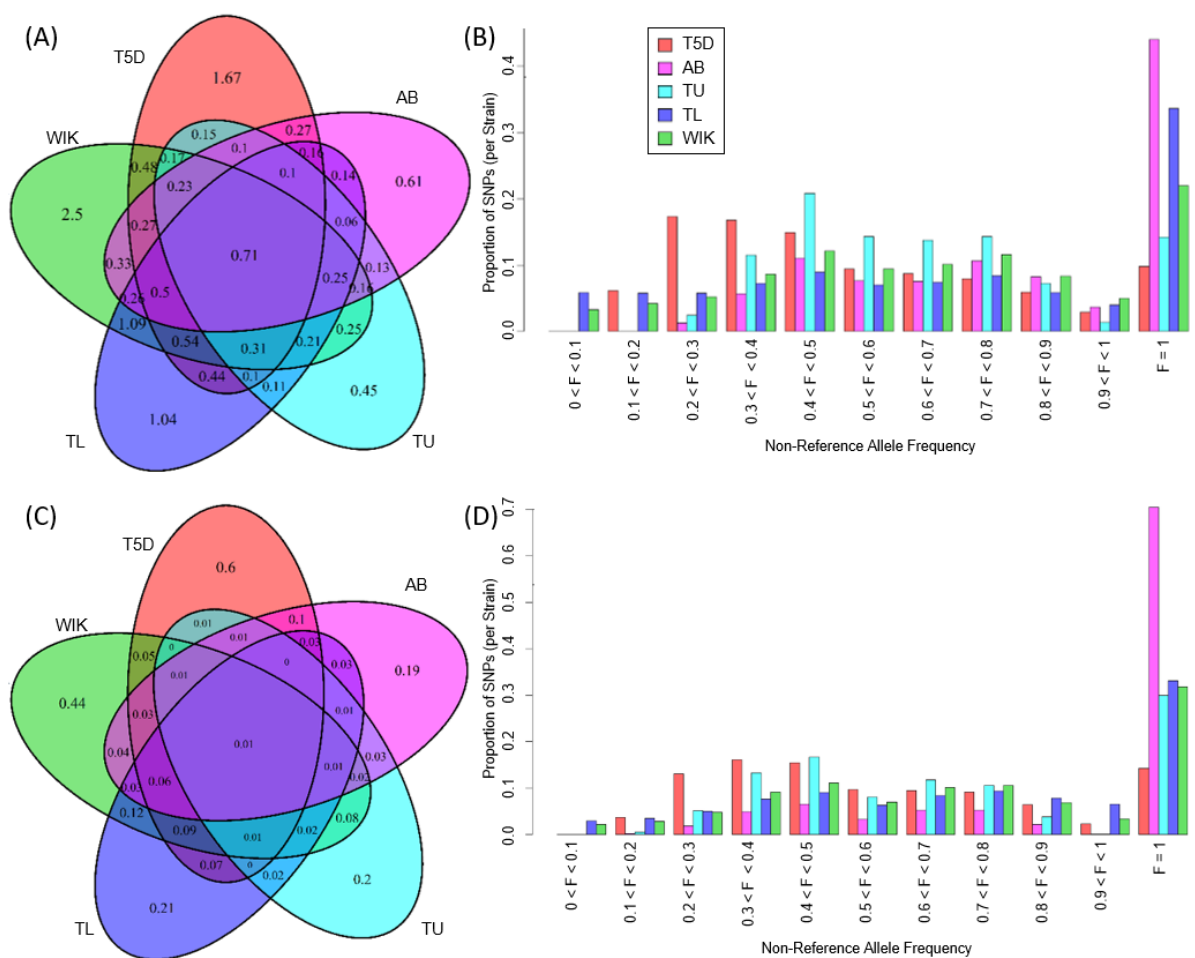 (A)
T5D
AB
WIK
TL
TU
1.67
0.15
0.27
0.1
0.16
0.17
0.48
0.23
0.1
0.14
0.61
2.5
0.27
0.06
0.71
0.33
0.25
0.13
0.16
0.26
0.5
1.09
0.25
0.54
0.31
0.21
0.44
0.1
0.11
0.45
1.04
(B)
T5D
AB
TU
TL
WIK
Proportion of SNPs (per Strain)
0.4
0.3
0.2
0.1
0.0
0 < F < 0.1
0.1 < F < 0.2
0.2 < F < 0.3
0.3 < F < 0.4
0.4 < F < 0.5
0.5 < F < 0.6
0.6 < F < 0.7
0.7 < F < 0.8
0.8 < F < 0.9
0.9 < F < 1
F = 1
Non-Reference Allele Frequency
(C)
T5D
AB
WIK
TL
TU
0.6
0.01
0.1
0.01
0.03
0
0.05
0.01
0
0.03
0.19
0.44
0.03
0.01
0.01
0.04
0.01
0.03
0.02
0.03
0.06
0.12
0.08
0.09
0.01
0.02
0.07
0
0.02
0.2
0.21
(D)
Proportion of SNPs (per Strain)
0.7
0.6
0.5
0.4
0.3
0.2
0.1
0.0
0 < F < 0.1
0.1 < F < 0.2
0.2 < F < 0.3
0.3 < F < 0.4
0.4 < F < 0.5
0.5 < F < 0.6
0.6 < F < 0.7
0.7 < F < 0.8
0.8 < F < 0.9
0.9 < F < 1
F = 1
Non-Reference Allele Frequency